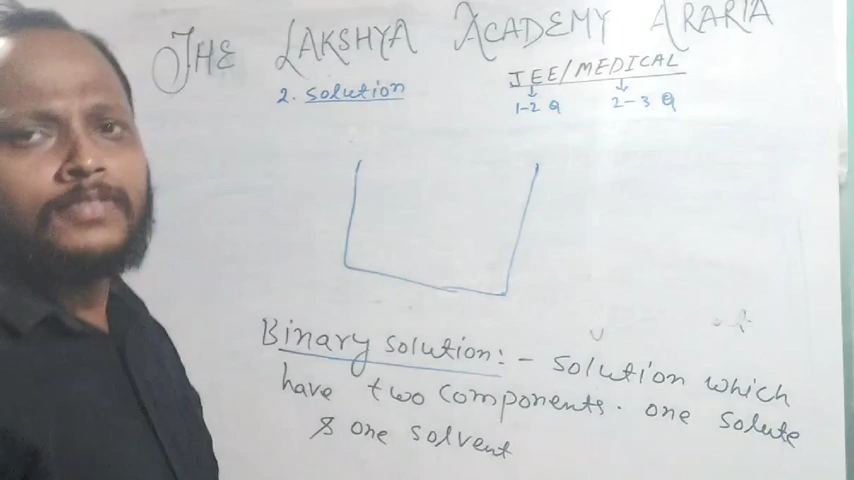 THE LAKSHYA ACADEMY ARARIA
2. Solution
JEE/MEDICAL
1-2 Q
2-3 Q
Binary solution:- Solution which
have two components. one solute
& one solvent